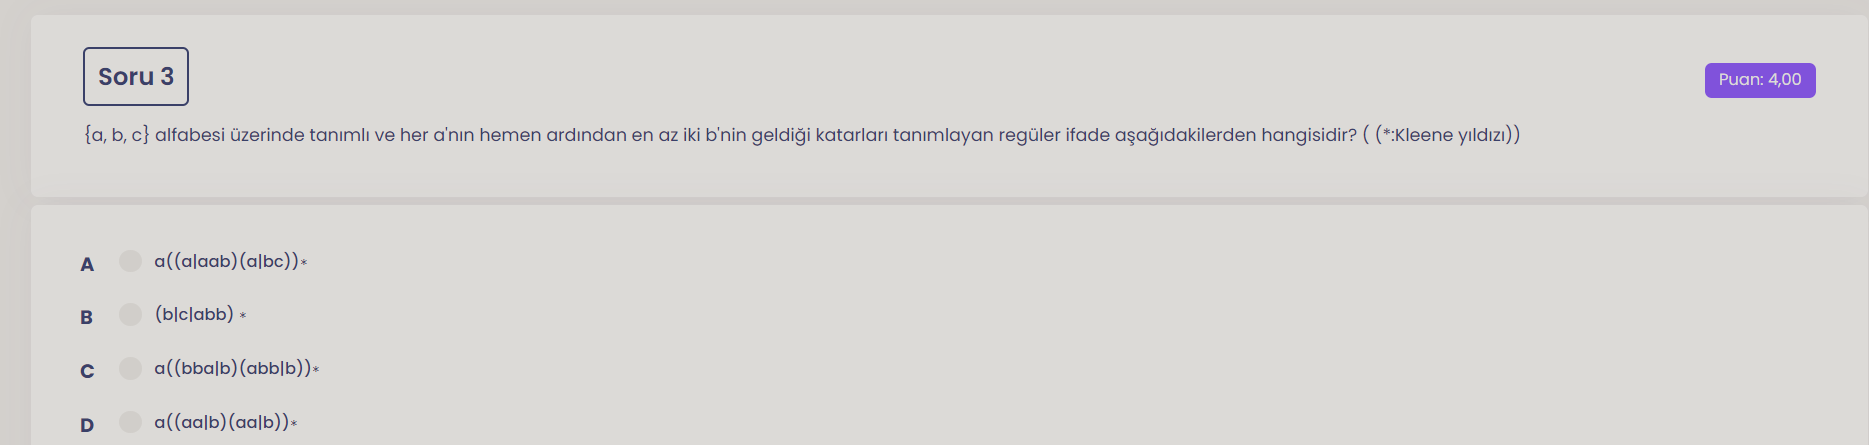 Soru 3
Puan: 4,00
{a, b, c} alfabesi üzerinde tanımlı ve her a'nın hemen ardından en az iki b'nin geldiği katarları tanımlayan regüler ifade aşağıdakilerden hangisidir? ( (*:Kleene yıldızı))
A a((a|aab)(a|bc))*
B (b|c|abb) *
C a((bba|b)(abb|b))*
D a((aa|b)(aa|b))*